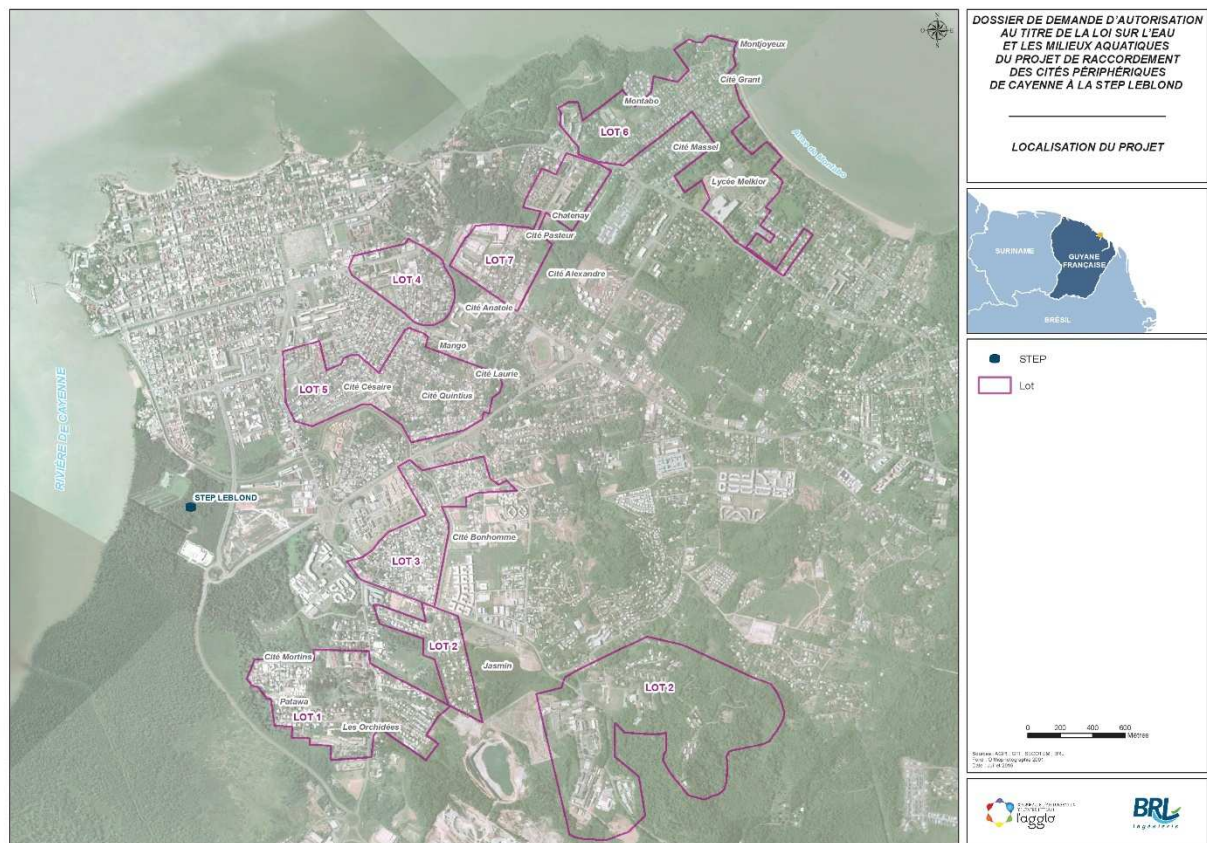 DOSSIER DE DEMANDE D'AUTORISATION
AU TITRE DE LA LOI SUR L'EAU
ET LES MILIEUX AQUATIQUES
DU PROJET DE RACCORDEMENT
DES CITÉS PÉRIPHÉRIQUES
DE CAYENNE À LA STEP LEBLOND
LOCALISATION DU PROJET
Montjoyeux
Cité Grant
Montabo
LOT 6
Anse de Montabo
Cité Massel
Lycée Melkior
Chatenay
Cité Pasteur
LOT 7
LOT 4
Cité Alexandre
Cité Anatole
Mango
Cité Laurie
LOT 5
Cité Césaire
Cité Quintius
RIVIÈRE DE CAYENNE
STEP LEBLOND
Cité Bonhomme
LOT 3
LOT 2
Jasmin
LOT 2
Cité Mortins
Patawa
LOT 1
Les Orchidées
SURINAME
GUYANE
FRANÇAISE
BRÉSIL
STEP
Lot
0 200 400 600
Mètres
l'agglo
BRL
Ingénierie